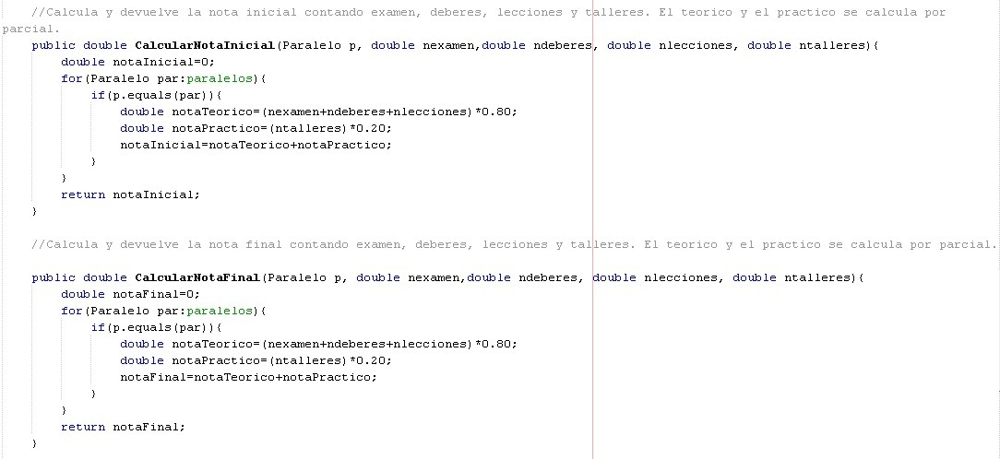 //Calcula y devuelve la nota inicial contando examen, deberes, lecciones y talleres. El teorico y el practico se calcula por
parcial.
    public double CalcularNotaInicial(Paralelo p, double nexamen,double ndeberes, double nlecciones, double ntalleres){
        double notaInicial=0;
        for(Paralelo par:paralelos){
            if(p.equals(par)){
                double notaTeorico=(nexamen+ndeberes+nlecciones)*0.80;
                double notaPractico=(ntalleres)*0.20;
                notaInicial=notaTeorico+notaPractico;
            }
        }
        return notaInicial;
    }
    //Calcula y devuelve la nota final contando examen, deberes, lecciones y talleres. El teorico y el practico se calcula por parcial.
    public double CalcularNotaFinal(Paralelo p, double nexamen,double ndeberes, double nlecciones, double ntalleres){
        double notaFinal=0;
        for(Paralelo par:paralelos){
            if(p.equals(par)){
                double notaTeorico=(nexamen+ndeberes+nlecciones)*0.80;
                double notaPractico=(ntalleres)*0.20;
                notaFinal=notaTeorico+notaPractico;
            }
        }
        return notaFinal;
    }